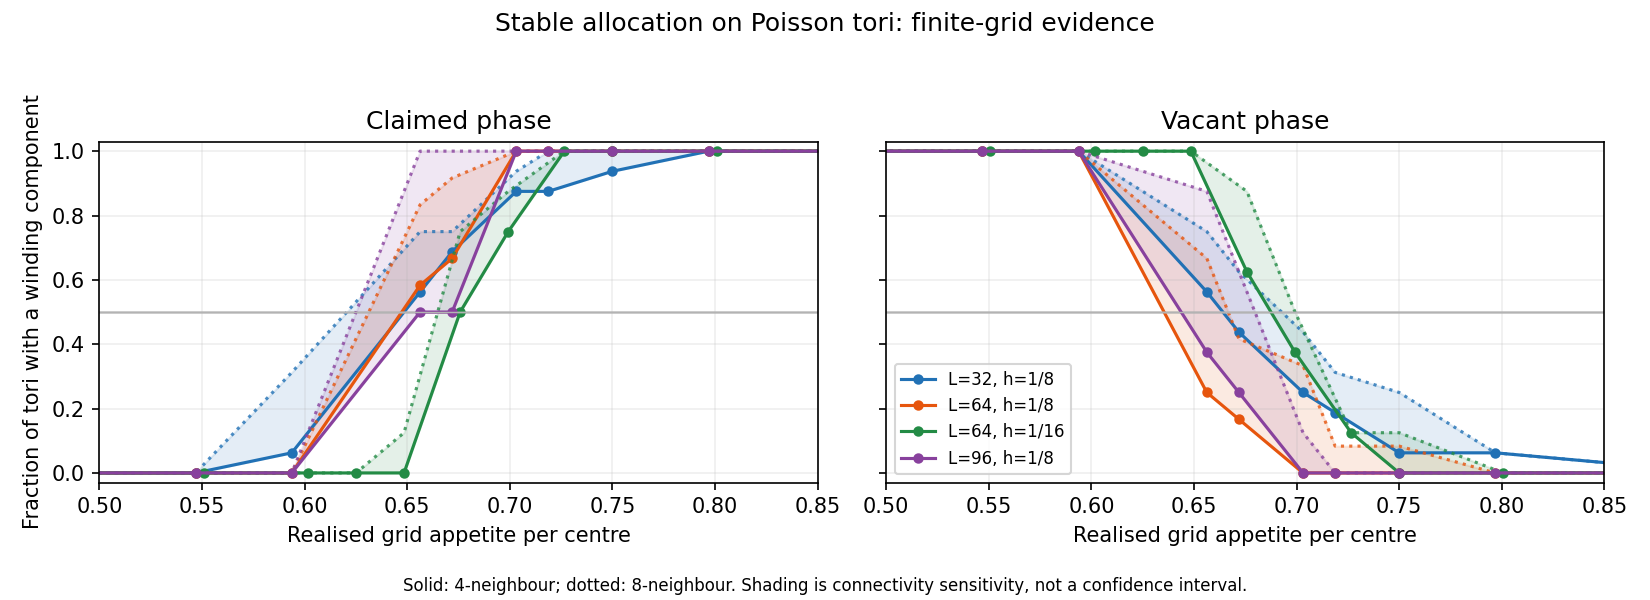 Stable allocation on Poisson tori: finite-grid evidence
Claimed phase
Fraction of tori with a winding component
1.0
0.8
0.6
0.4
0.2
0.0
0.50 0.55 0.60 0.65 0.70 0.75 0.80 0.85
Realised grid appetite per centre
Vacant phase
L=32, h=1/8
L=64, h=1/8
L=64, h=1/16
L=96, h=1/8
0.50 0.55 0.60 0.65 0.70 0.75 0.80 0.85
Realised grid appetite per centre
Solid: 4-neighbour; dotted: 8-neighbour. Shading is connectivity sensitivity, not a confidence interval.